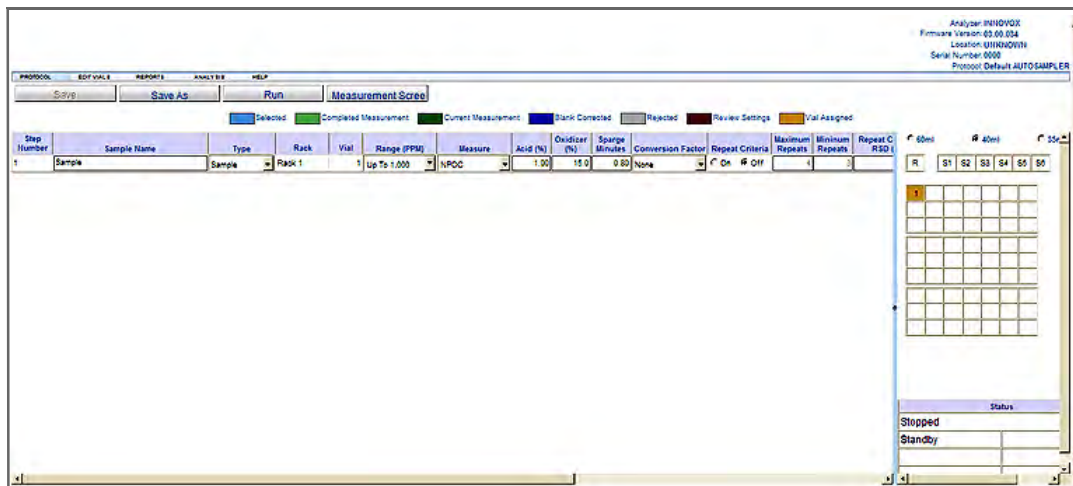 Analyzer: INNOVOX
Firmware Version: 03.00.034
Location: UNKNOWN
Serial Number: 0000
Protocol: Default AUTOSAMPLER
PROTOCOL EDIT VIALS REPORTS ANALYSIS HELP
Save Save As Run Measurement Scree
Selected Completed Measurement Current Measurement Blank Corrected Rejected Review Settings Vial Assigned
Step Number Sample Name Type Rack Vial Range (PPM) Measure Acid (%) Oxidizer (%) Sparge Minutes Conversion Factor Repeat Criteria Maximum Repeats Minimum Repeats Repeat C RSD
1 Sample Sample Rack 1 1 Up To 1,000 NPOC 1.00 15.0 0.80 None On Off 4 3
60ml 40ml 35
R S1 S2 S3 S4 S5 S6
1
Status
Stopped
Standby